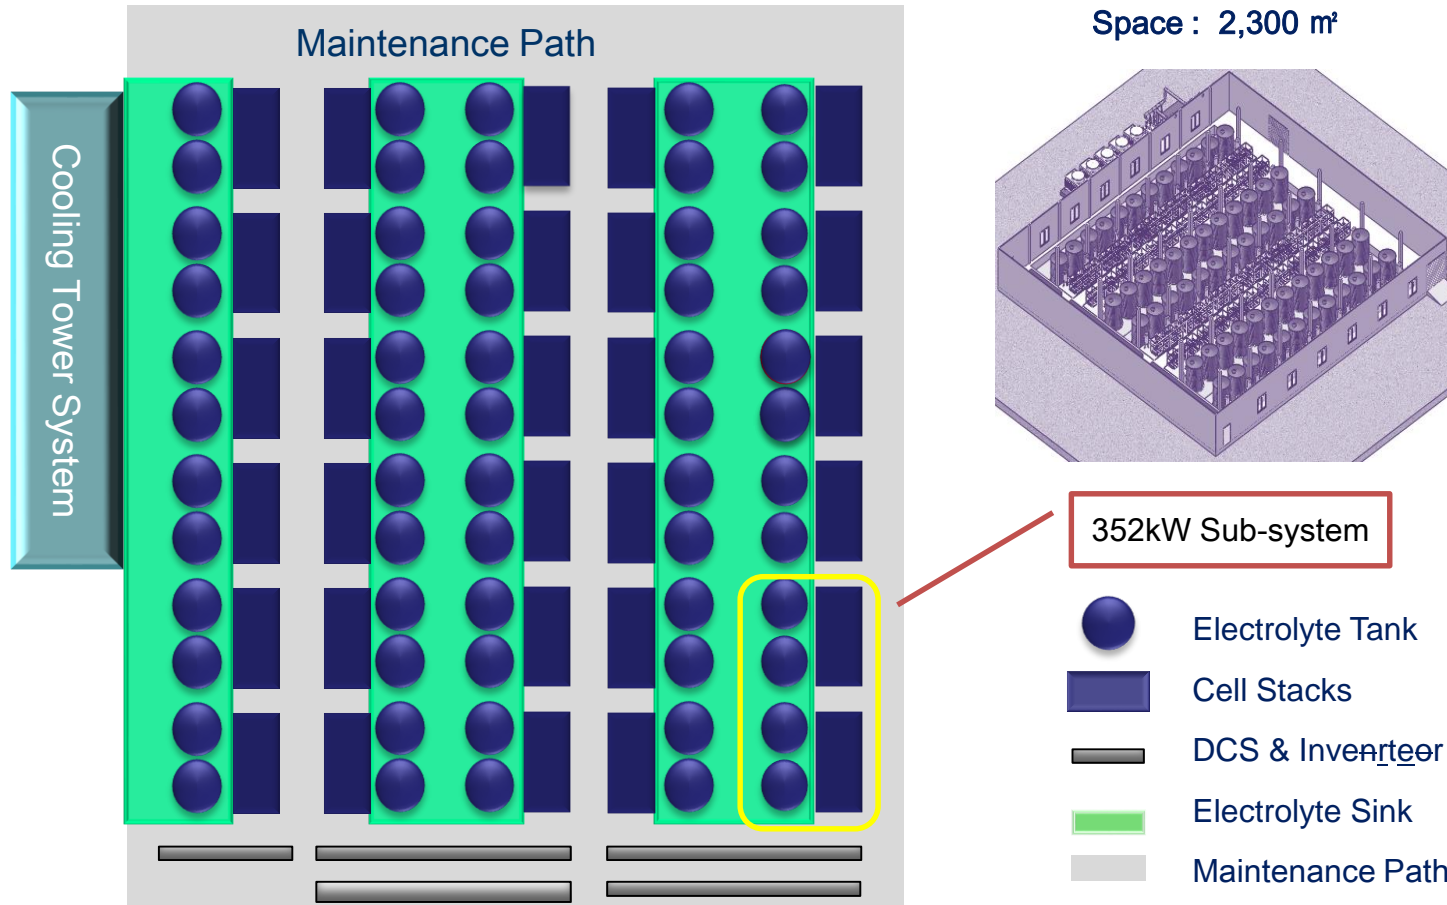 Maintenance Path
Space : 2,300 ㎡
Cooling Tower System
352kW Sub-system
Electrolyte Tank
Cell Stacks
DCS & Invenrteor
Electrolyte Sink
Maintenance Path